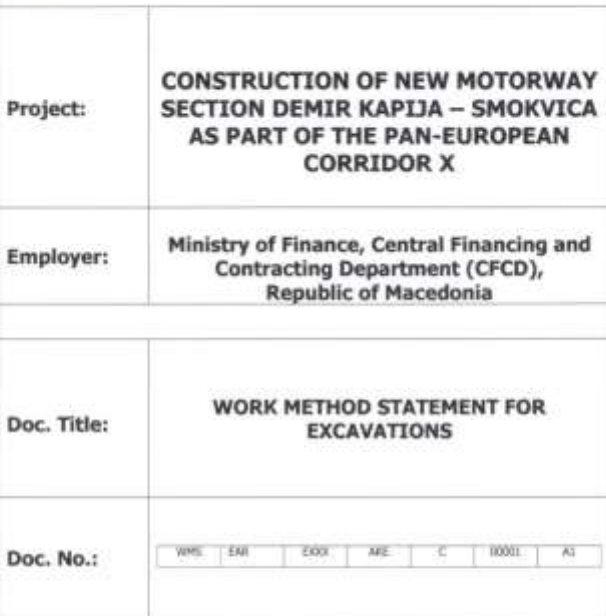 Project:
CONSTRUCTION OF NEW MOTORWAY
SECTION DEMIR KAPIJA – SMOKVICA
AS PART OF THE PAN-EUROPEAN
CORRIDOR X
Employer:
Ministry of Finance, Central Financing and
Contracting Department (CFCD),
Republic of Macedonia
Doc. Title:
WORK METHOD STATEMENT FOR
EXCAVATIONS
Doc. No.:
WMS EAR EXXX AKE C 00001 A1